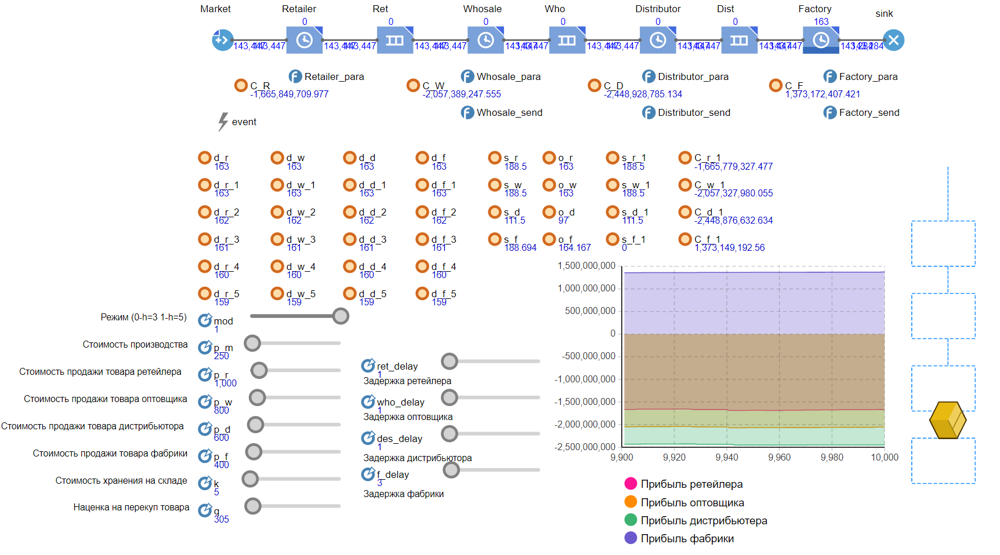 Market Retailer Ret Whosale Who Distributor Dist Factory sink
0 0 0 0 0 0 163
143,447 143,447 143,447 143,447 143,447 143,447 143,447 143,447 143,447 143,447 143,447 143,447 143,447 143,447 143,284 143,284
Retailer_para Whosale_para Distributor_para Factory_para
C_R C_W C_D C_F
-1,665,849,709.977 -2,057,389,247.555 -2,448,928,785.134 1,373,172,407.421
Whosale_send Distributor_send Factory_send
event
d_r d_w d_d d_f s_r o_r s_r_1 C_r_1
163 163 163 163 188.5 163 188.5 -1,665,779,327.477
d_r_1 d_w_1 d_d_1 d_f_1 s_w o_w s_w_1 C_w_1
163 163 163 163 188.5 163 188.5 -2,057,327,980.055
d_r_2 d_w_2 d_d_2 d_f_2 s_d o_d s_d_1 C_d_1
162 162 162 162 111.5 97 111.5 -2,448,876,632.634
d_r_3 d_w_3 d_d_3 d_f_3 s_f o_f s_f_1 C_f_1
161 161 161 161 188.694 164.167 0 1,373,149,192.56
d_r_4 d_w_4 d_d_4 d_f_4
160 160 160 160
d_r_5 d_w_5 d_d_5 d_f_5
159 159 159 159
Режим (0-h=3 1-h=5) mod
1
Стоимость производства p_m
250
Стоимость продажи товара ретейлера p_r
1,000
Стоимость продажи товара оптовщика p_w
800
Стоимость продажи товара дистрибьютора p_d
600
Стоимость продажи товара фабрики p_f
400
Стоимость хранения на складе k
5
Наценка на перекуп товара q
305
ret_delay
1
Задержка ретейлера
who_delay
1
Задержка оптовщика
des_delay
1
Задержка дистрибьютора
f_delay
3
Задержка фабрики
1,500,000,000
1,000,000,000
500,000,000
0
-500,000,000
-1,000,000,000
-1,500,000,000
-2,000,000,000
-2,500,000,000
9,900 9,920 9,940 9,960 9,980 10,000
Прибыль ретейлера
Прибыль оптовщика
Прибыль дистрибьютера
Прибыль фабрики